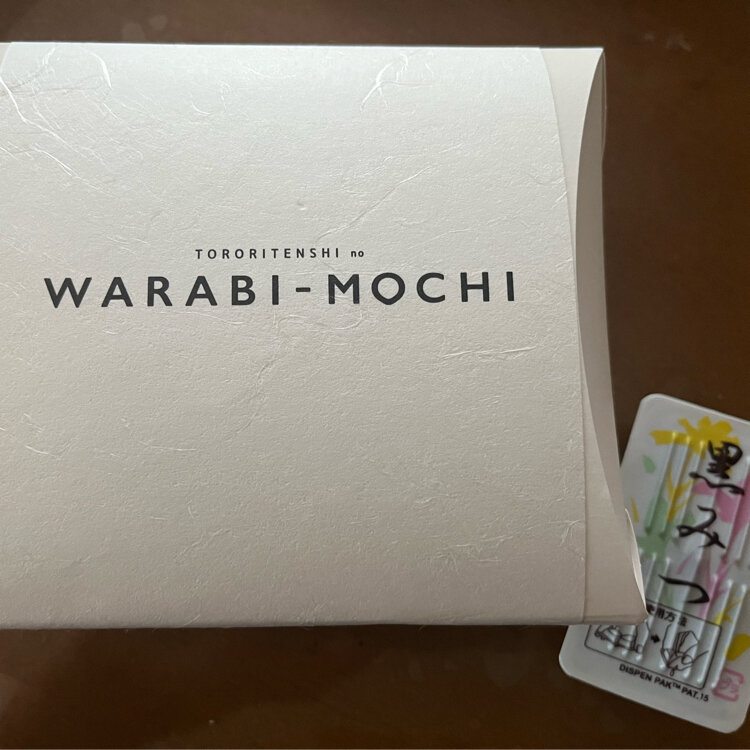 TORORITENSHI no
WARABI-MOCHI
黒みつ
使用方法
DISPEN PAK™ PAT.15